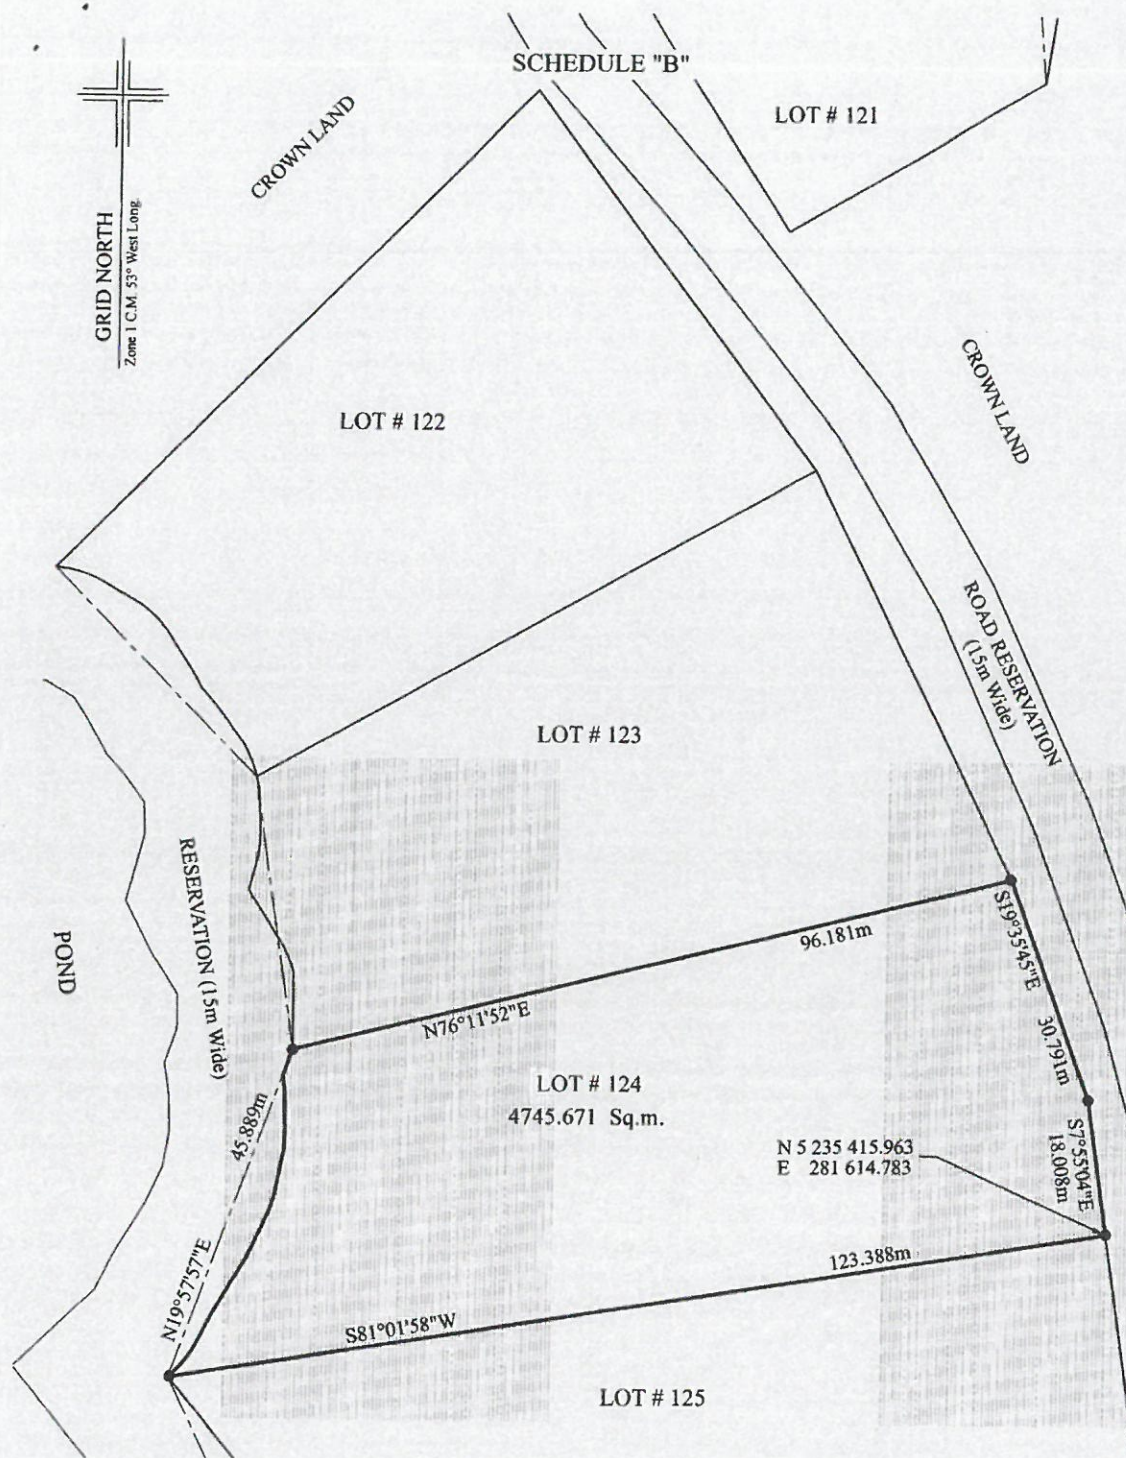 SCHEDULE "B"
LOT # 121
CROWN LAND
GRID NORTH
Zone 1 C.M. 53° West Long.
CROWN LAND
LOT # 122
ROAD RESERVATION
(15m Wide)
LOT # 123
RESERVATION (15m Wide)
POND
S19°35'45"E
30.791m
96.181m
N76°11'52"E
LOT # 124
4745.671 Sq.m.
45.889m
N19°57'57"E
N 5 235 415.963
E 281 614.783
S7°55'04"E
18.008m
123.388m
S81°01'58"W
LOT # 125